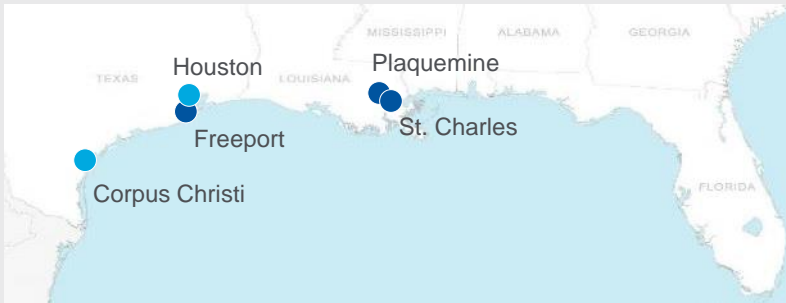 MISSISSIPPI
ALABAMA
GEORGIA
Houston
Plaquemine
TEXAS
LOUISIANA
Freeport
St. Charles
Corpus Christi
FLORIDA